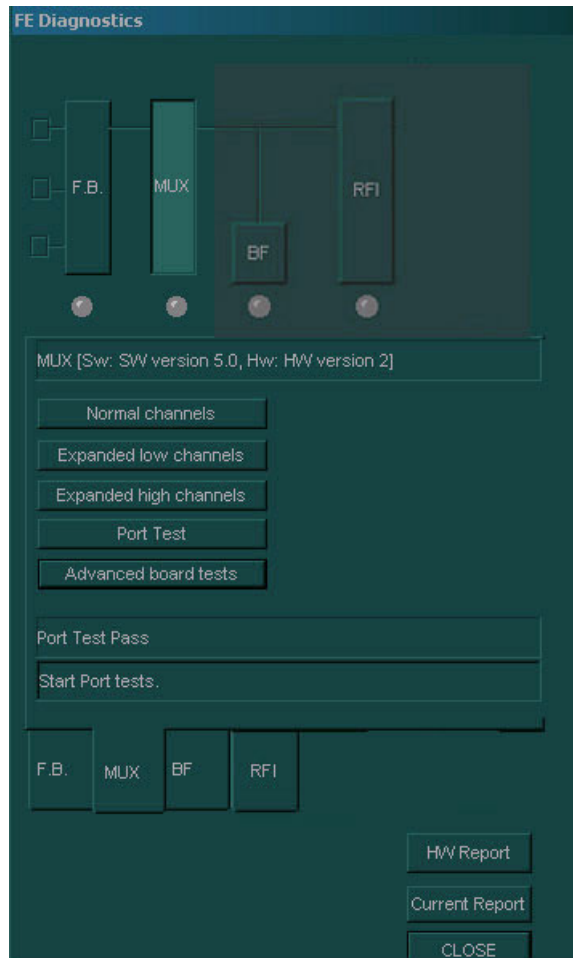 FE Diagnostics
F.B.
MUX
BF
RFI
MUX [Sw: SW version 5.0, Hw: HW version 2]
Normal channels
Expanded low channels
Expanded high channels
Port Test
Advanced board tests
Port Test Pass
Start Port tests.
F.B.
MUX
BF
RFI
HW Report
Current Report
CLOSE